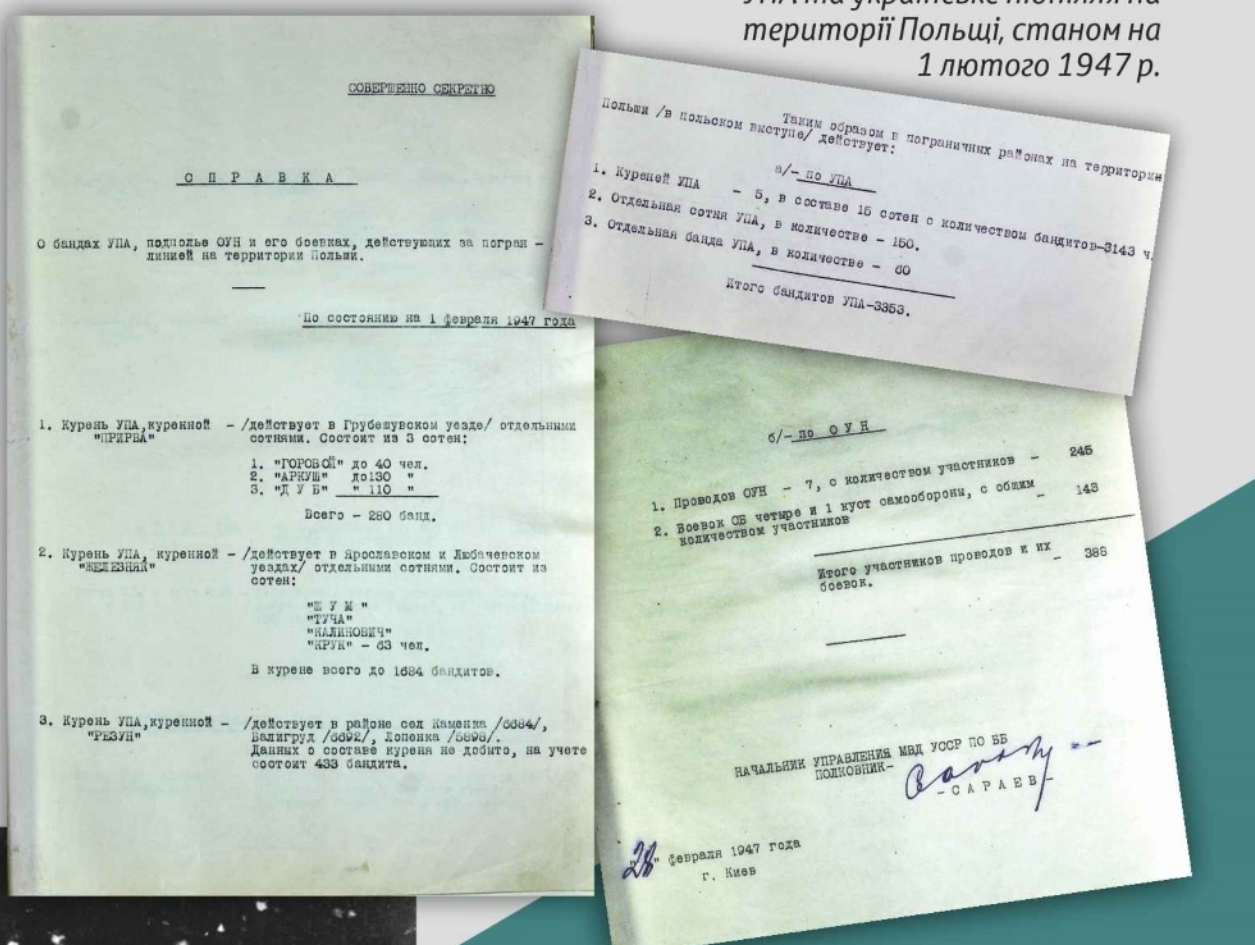 УПА та українське підпілля на
території Польщі, станом на
1 лютого 1947 р.
СОВЕРШЕННО СЕКРЕТНО
С П Р А В К А
О бандах УПА, подполье ОУН и его боевках, действующих за погран -
линией на территории Польши.
По состоянию на 1 февраля 1947 года
1. Курень УПА,куренной - /действует в Грубешувском уезде/ отдельными
"ПРИРВА" сотнями. Состоит из 3 сотен:
1. "ГОРОВОЙ" до 40 чел.
2. "АРКУШ" до130 "
3. "Д У Б" " 110 "
Всего - 280 банд.
2. Курень УПА, куренной - /действует в Ярославском и Любачевском
"ЖЕЛЕЗНЯК" уездах/ отдельными сотнями. Состоит из
сотен:
"Ш У М "
"ТУЧА"
"КАЛИНОВИЧ"
"КРУК" - 63 чел.
В курене всего до 1684 бандитов.
3. Курень УПА,куренной - /действует в районе сел Каменка /6684/,
"РЕЗУН" Балигруд /6692/, Лопенка /5898/.
Данных о составе куреня не добито, на учете
состоит 433 бандита.
Таким образом в пограничных районах на территории
Польши /в польском выступе/ действует:
а/- по УПА
1. Куреней УПА - 5, в составе 15 сотен с количеством бандитов-3143 ч.
2. Отдельная сотня УПА, в количестве - 150.
3. Отдельная банда УПА, в количестве - 60
Итого бандитов УПА-3353.
б/- по О У Н
1. Проводов ОУН - 7, с количеством участников - 245
2. Боевок СБ четыре и 1 куст самообороны, с общим
количеством участников - 143
Итого участников проводов и их
боевок. - 388
НАЧАЛЬНИК УПРАВЛЕНИЯ МВД УССР ПО ББ
ПОЛКОВНИК-
- С А Р А Е В -
"28" февраля 1947 года
г. Киев